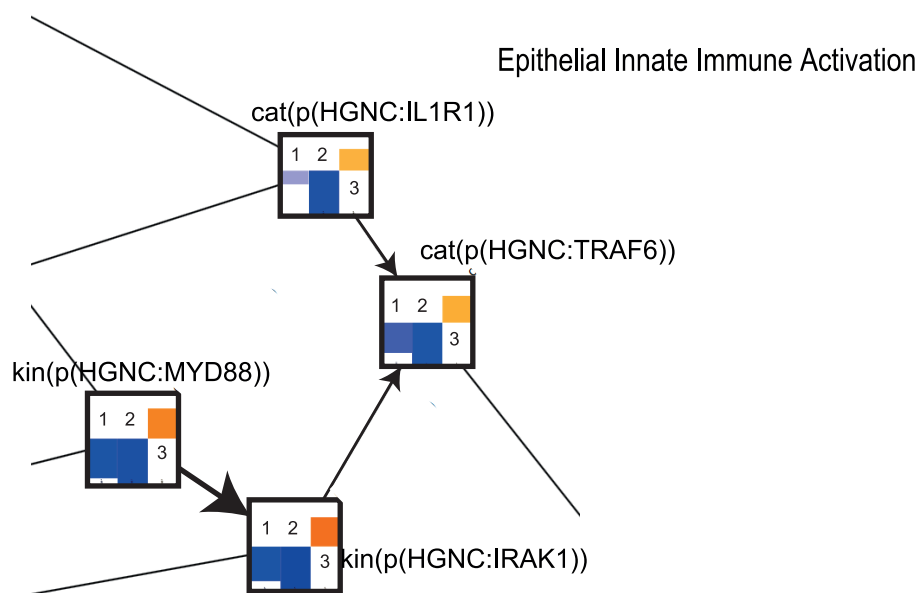 Epithelial Innate Immune Activation
cat(p(HGNC:IL1R1))
1 2
3
cat(p(HGNC:TRAF6))
1 2
3
kin(p(HGNC:MYD88))
1 2
3
1 2
3
kin(p(HGNC:IRAK1))